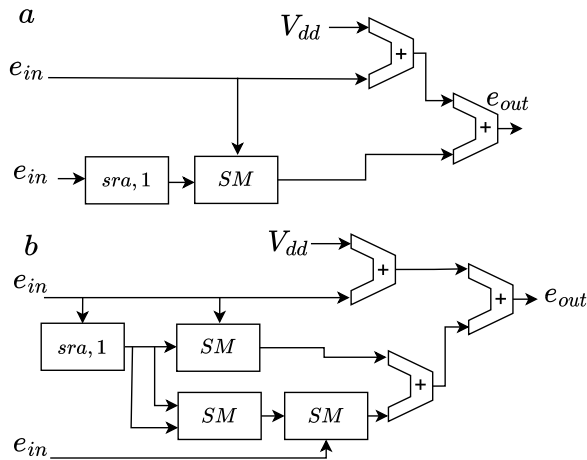 a
V_dd
+
e_in
e_out
+
e_in
sra, 1
SM
b
V_dd
+
e_in
e_out
+
sra, 1
SM
+
SM
SM
e_in